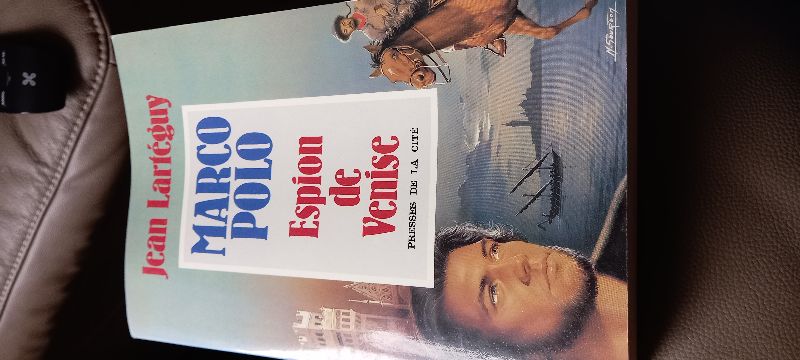 Jean Lartéguy
MARCO
POLO
Espion
de
Venise
PRESSES DE LA CITÉ